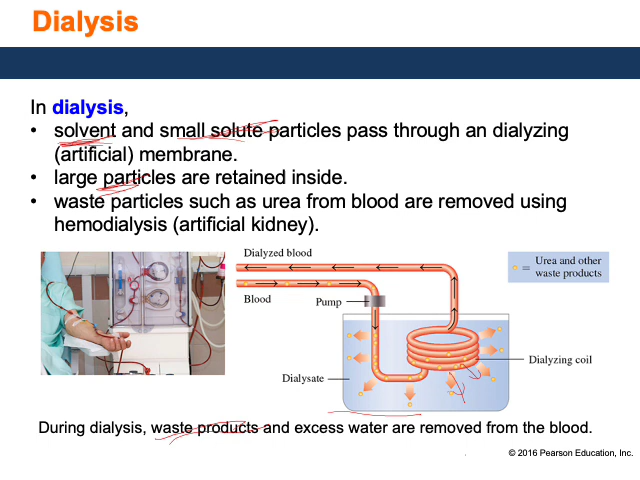 Dialysis
In dialysis,
• solvent and small solute particles pass through an dialyzing
(artificial) membrane.
• large particles are retained inside.
• waste particles such as urea from blood are removed using
hemodialysis (artificial kidney).
Dialyzed blood
Urea and other
= waste products
Blood
Pump
Dialyzing coil
Dialysate
During dialysis, waste products and excess water are removed from the blood.
© 2016 Pearson Education, Inc.